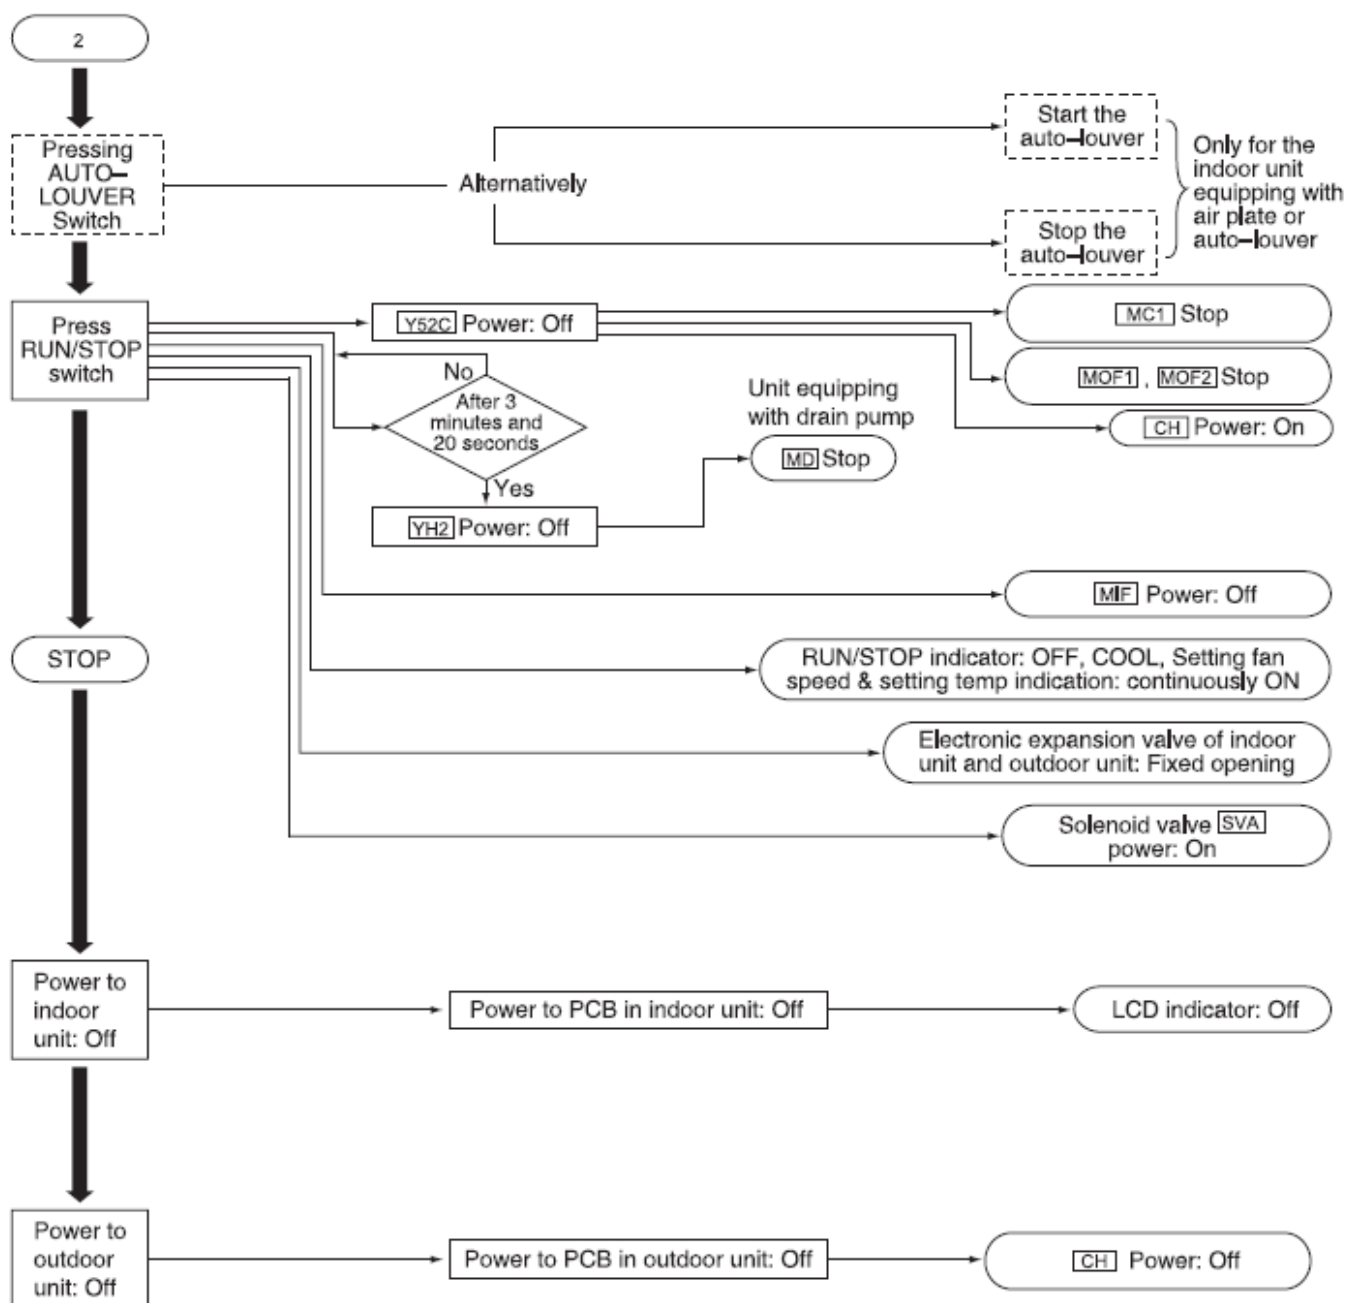 2
Pressing
AUTO–
LOUVER
Switch
Alternatively
Start the
auto–louver
Stop the
auto–louver
Only for the
indoor unit
equipping with
air plate or
auto–louver
Press
RUN/STOP
switch
Y52C Power: Off
MC1 Stop
MOF1 , MOF2 Stop
CH Power: On
No
After 3
minutes and
20 seconds
Yes
YH2 Power: Off
Unit equipping
with drain pump
MD Stop
MIF Power: Off
STOP
RUN/STOP indicator: OFF, COOL, Setting fan
speed & setting temp indication: continuously ON
Electronic expansion valve of indoor
unit and outdoor unit: Fixed opening
Solenoid valve SVA
power: On
Power to
indoor
unit: Off
Power to PCB in indoor unit: Off
LCD indicator: Off
Power to
outdoor
unit: Off
Power to PCB in outdoor unit: Off
CH Power: Off